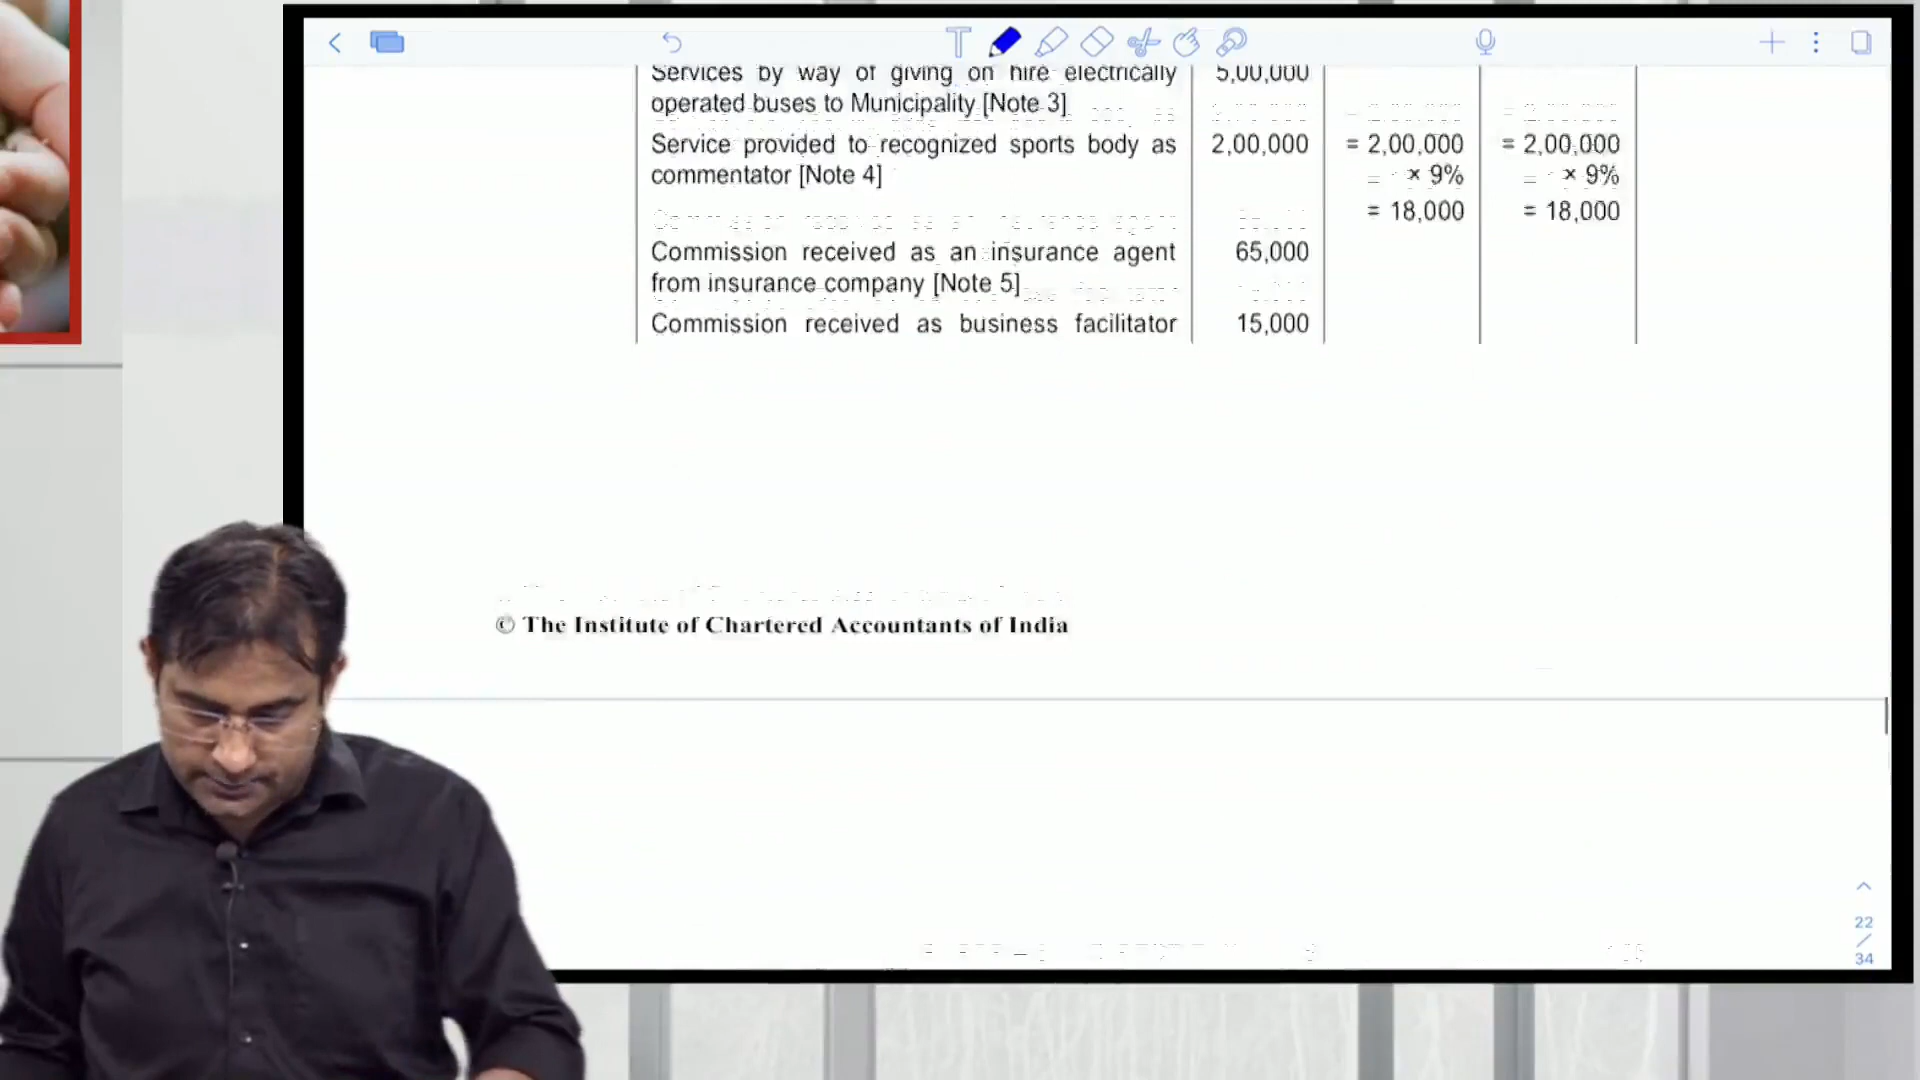 Services by way of giving on hire electrically 5,00,000
operated buses to Municipality [Note 3]
Service provided to recognized sports body as 2,00,000 = 2,00,000 = 2,00,000
commentator [Note 4] × 9% × 9%
= 18,000 = 18,000
Commission received as an insurance agent 65,000
from insurance company [Note 5]
Commission received as business facilitator 15,000
© The Institute of Chartered Accountants of India
22
/
34